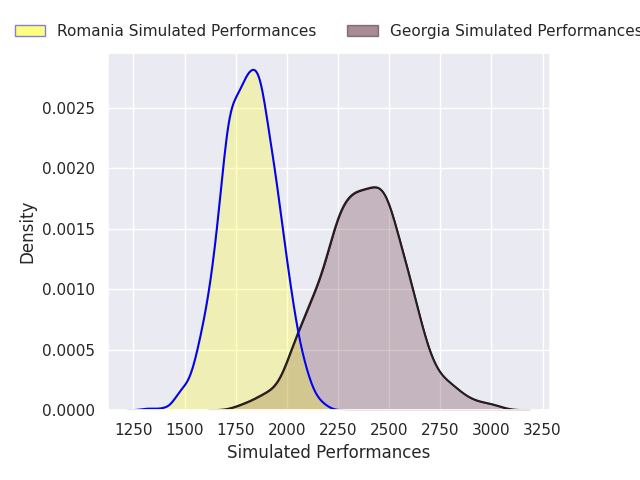 Romania Simulated Performances
Georgia Simulated Performances
0.0025
0.0020
0.0015
0.0010
0.0005
0.0000
Density
1250 1500 1750 2000 2250 2500 2750 3000 3250
Simulated Performances